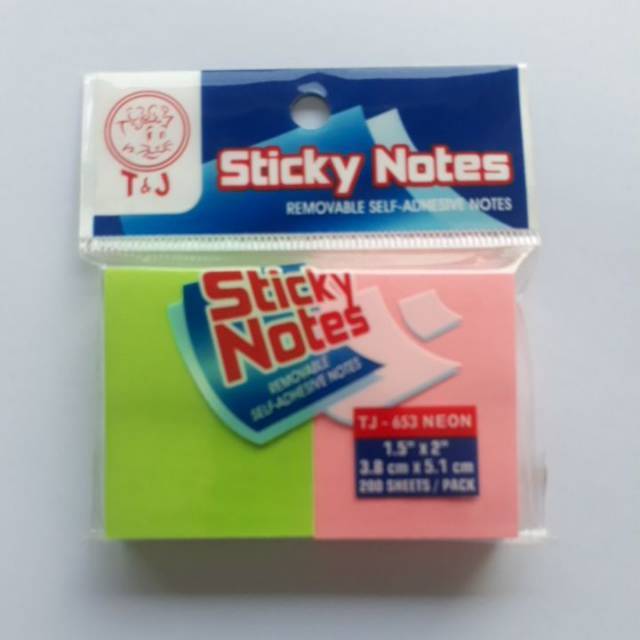 T&J
Sticky Notes
REMOVABLE SELF-ADHESIVE NOTES
Sticky
Notes
REMOVABLE
SELF-ADHESIVE NOTES
TJ - 653 NEON
1.5" x 2"
3.8 cm x 5.1 cm
200 SHEETS / PACK